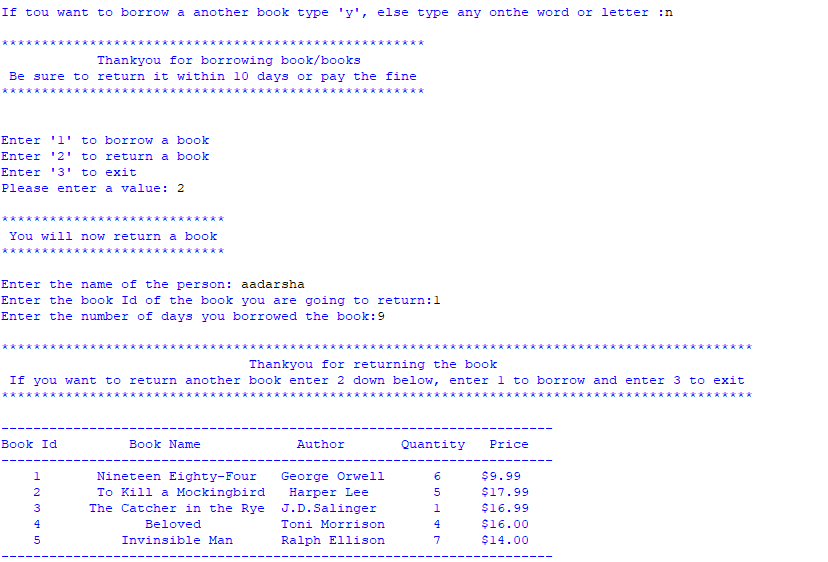 If tou want to borrow a another book type 'y', else type any onthe word or letter :n
*****************************************************
Thankyou for borrowing book/books
Be sure to return it within 10 days or pay the fine
*****************************************************
Enter '1' to borrow a book
Enter '2' to return a book
Enter '3' to exit
Please enter a value: 2
****************************
You will now return a book
****************************
Enter the name of the person: aadarsha
Enter the book Id of the book you are going to return:1
Enter the number of days you borrowed the book:9
**********************************************************************************************
Thankyou for returning the book
If you want to return another book enter 2 down below, enter 1 to borrow and enter 3 to exit
**********************************************************************************************
---------------------------------------------------------------------
Book Id Book Name Author Quantity Price
---------------------------------------------------------------------
1 Nineteen Eighty-Four George Orwell 6 $9.99
2 To Kill a Mockingbird Harper Lee 5 $17.99
3 The Catcher in the Rye J.D.Salinger 1 $16.99
4 Beloved Toni Morrison 4 $16.00
5 Invinsible Man Ralph Ellison 7 $14.00
---------------------------------------------------------------------